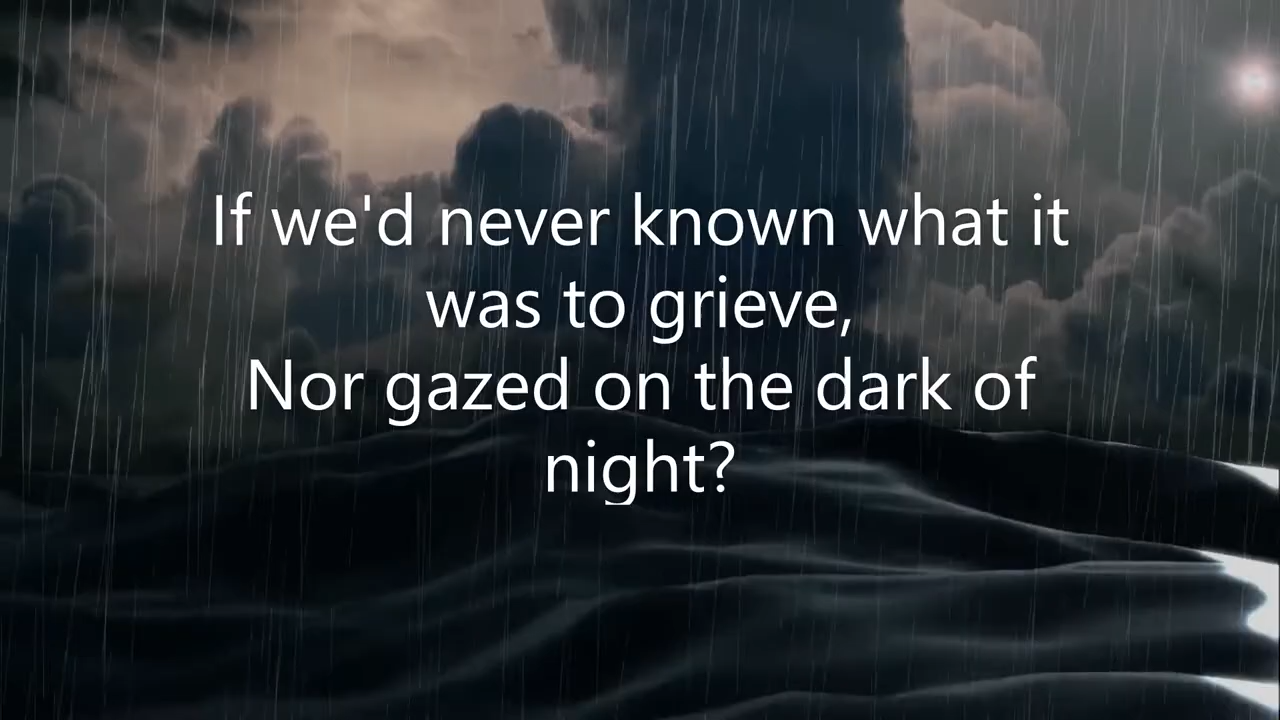 If we'd never known what it
was to grieve,
Nor gazed on the dark of
night?